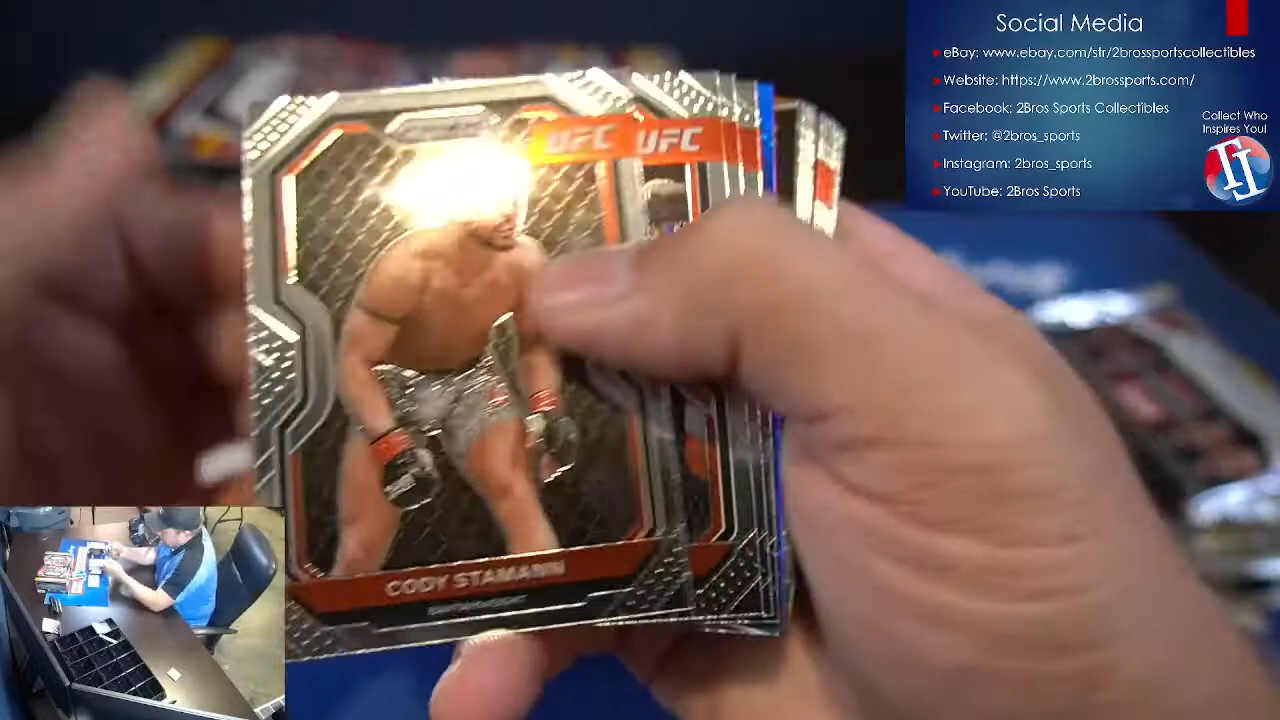 Social Media
eBay: www.ebay.com/str/2brossportscollectibles
Website: https://www.2brossports.com/
Facebook: 2Bros Sports Collectibles
Collect Who
Inspires You!
Twitter: @2bros_sports
Instagram: 2bros_sports
YouTube: 2Bros Sports
UFC UFC
CODY STAMANN